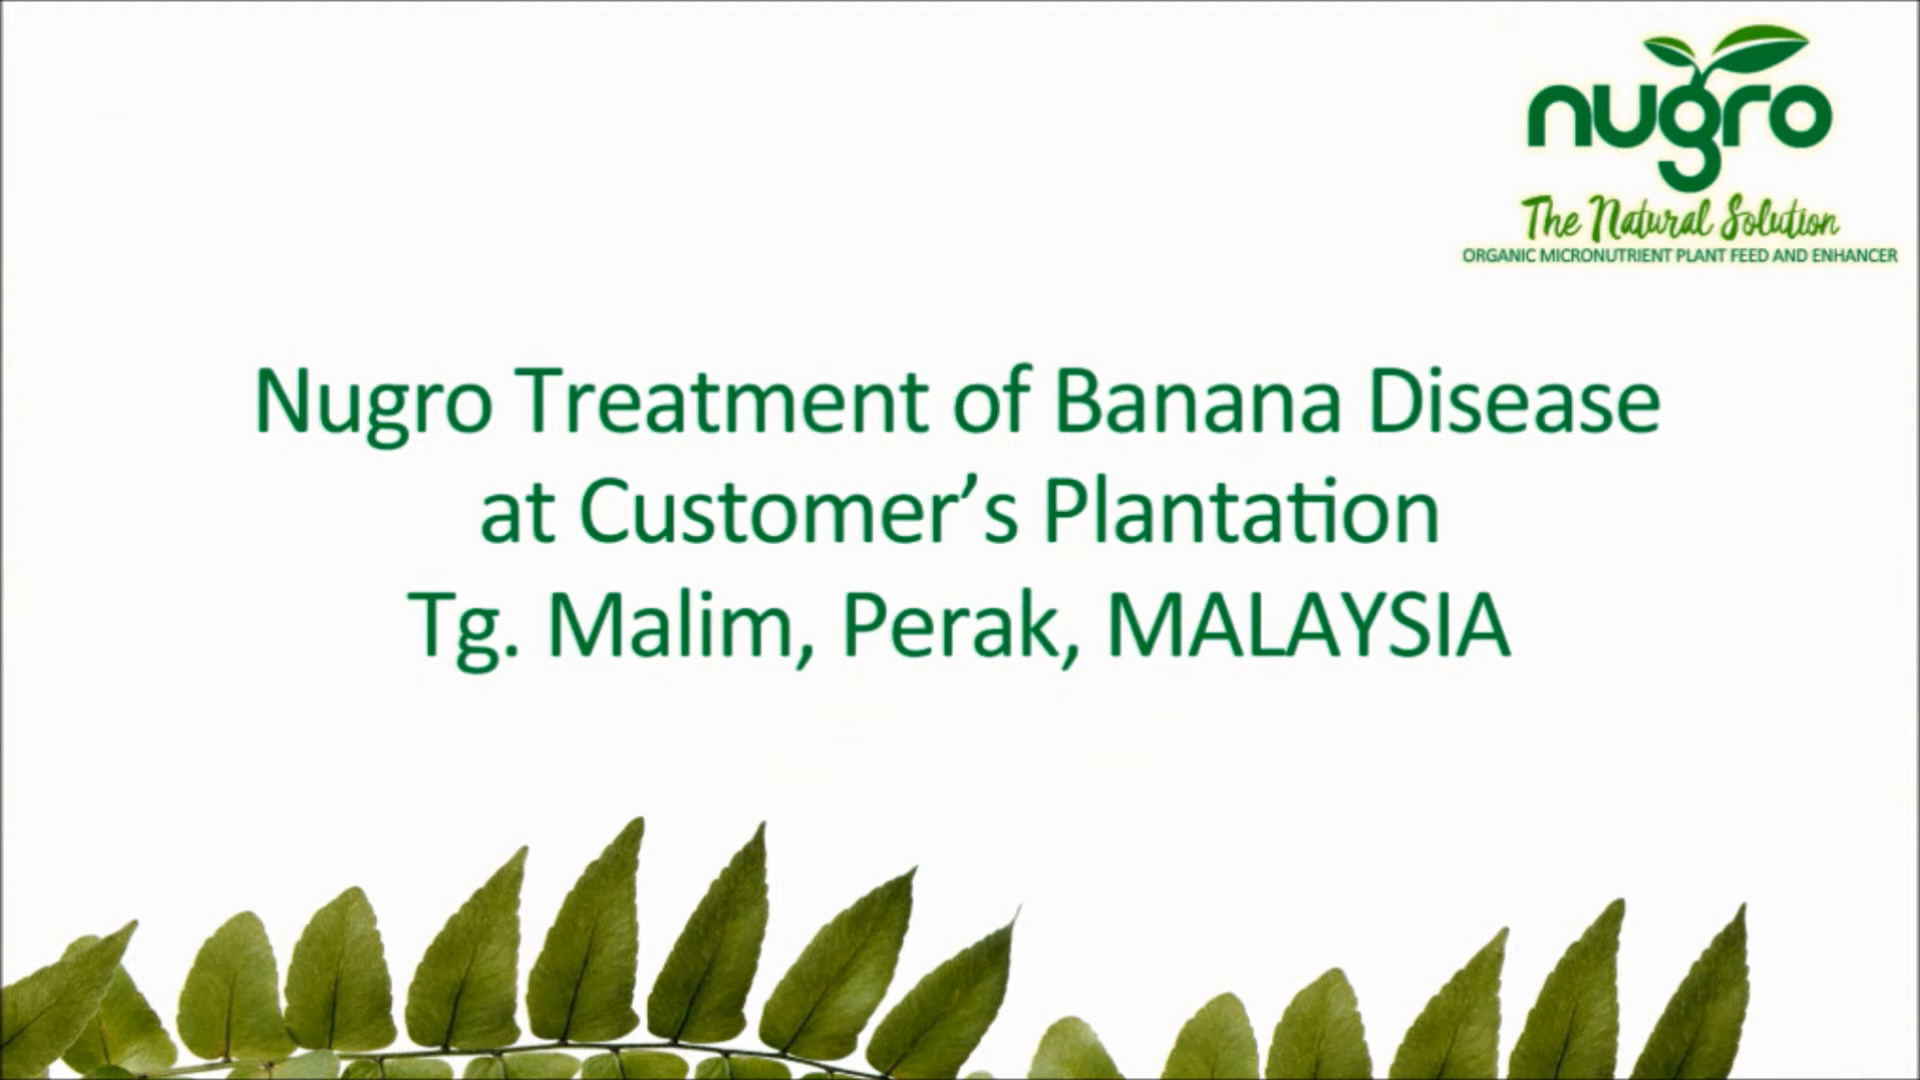 nugro
The Natural Solution
ORGANIC MICRONUTRIENT PLANT FEED AND ENHANCER
Nugro Treatment of Banana Disease
at Customer’s Plantation
Tg. Malim, Perak, MALAYSIA